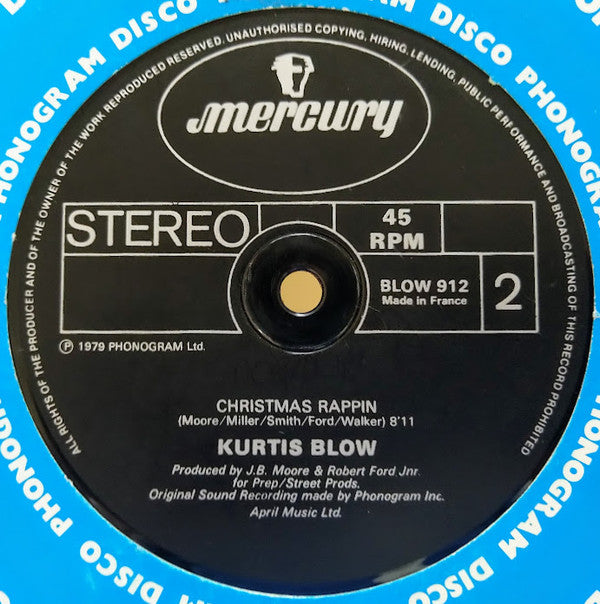 PHONOGRAM DISCO PHONOGRAM DISCO PHONOGRAM DISCO PHONOGRAM DISCO
ALL RIGHTS OF THE PRODUCER AND OF THE OWNER OF THE WORK REPRODUCED RESERVED. UNAUTHORISED COPYING, HIRING, LENDING, PUBLIC PERFORMANCE AND BROADCASTING OF THIS RECORD PROHIBITED
mercury
STEREO
45
RPM
BLOW 912
Made in France
2
℗ 1979 PHONOGRAM Ltd.
CHRISTMAS RAPPIN
(Moore/Miller/Smith/Ford/Walker) 8'11
KURTIS BLOW
Produced by J.B. Moore & Robert Ford Jnr.
for Prep/Street Prods.
Original Sound Recording made by Phonogram Inc.
April Music Ltd.